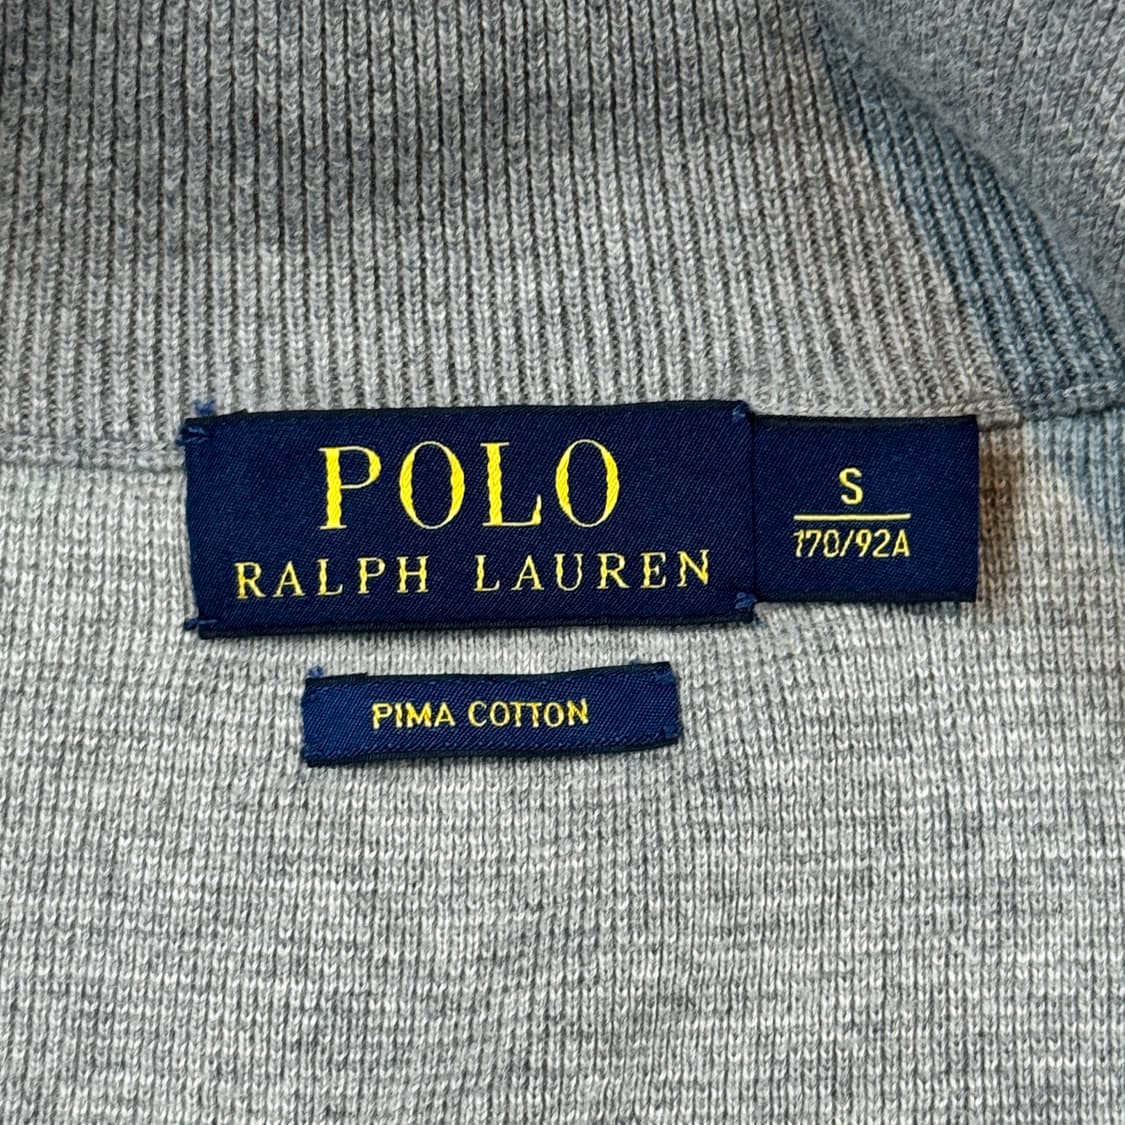 POLO
RALPH LAUREN
S
170/92A
PIMA COTTON